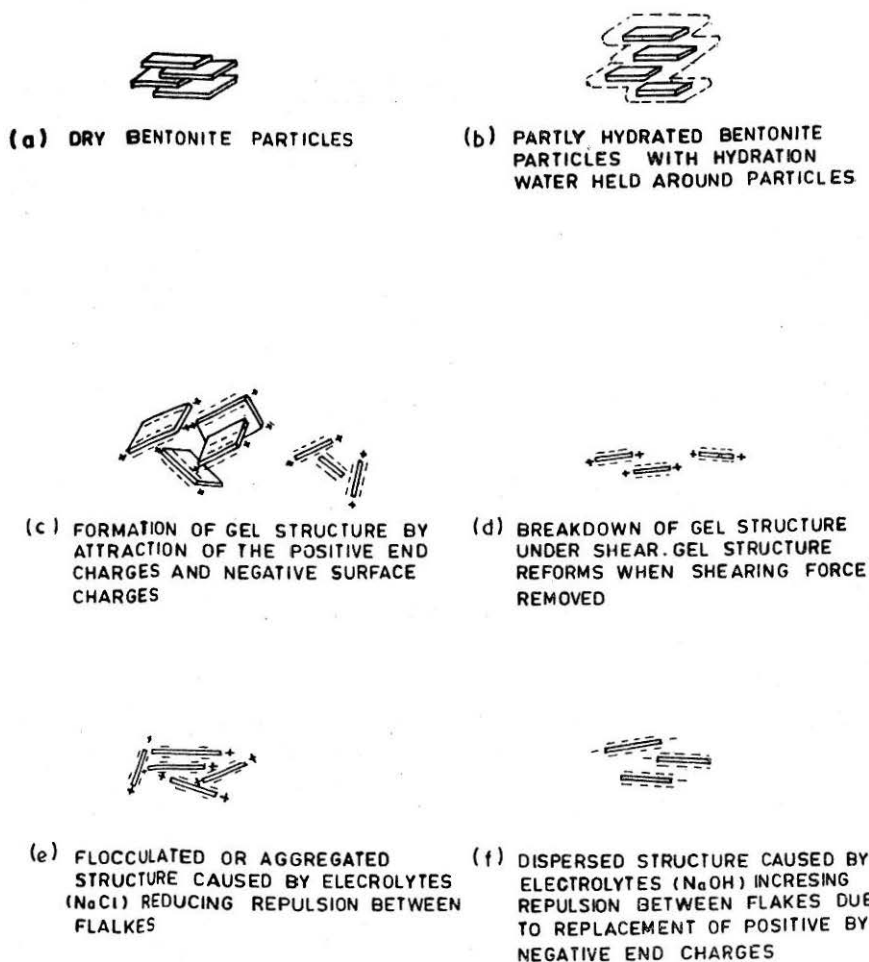 (a) DRY BENTONITE PARTICLES
(b) PARTLY HYDRATED BENTONITE
PARTICLES WITH HYDRATION
WATER HELD AROUND PARTICLES
(c) FORMATION OF GEL STRUCTURE BY
ATTRACTION OF THE POSITIVE END
CHARGES AND NEGATIVE SURFACE
CHARGES
(d) BREAKDOWN OF GEL STRUCTURE
UNDER SHEAR. GEL STRUCTURE
REFORMS WHEN SHEARING FORCE
REMOVED
(e) FLOCCULATED OR AGGREGATED
STRUCTURE CAUSED BY ELECROLYTES
(NaCl) REDUCING REPULSION BETWEEN
FLALKES
(f) DISPERSED STRUCTURE CAUSED BY
ELECTROLYTES (NaOH) INCRESING
REPULSION BETWEEN FLAKES DUE
TO REPLACEMENT OF POSITIVE BY
NEGATIVE END CHARGES